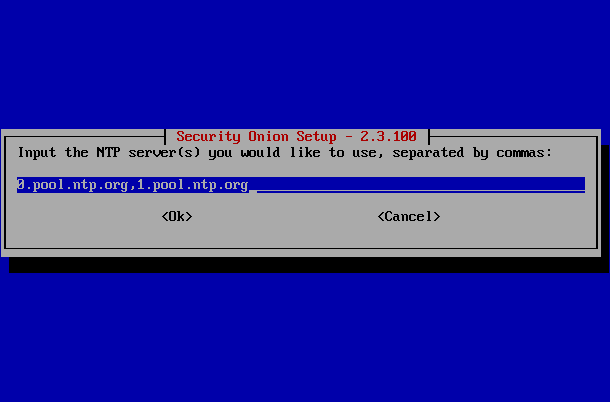 Security Onion Setup - 2.3.100
Input the NTP server(s) you would like to use, separated by commas:
0.pool.ntp.org,1.pool.ntp.org
<Ok> <Cancel>